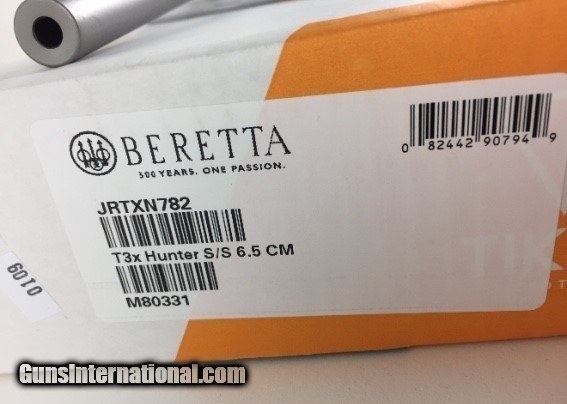 BERETTA
500 YEARS. ONE PASSION.
0 82442 90794 9
JRTXN782
T3x Hunter S/S 6.5 CM
M80331
0109
TIK
GunsInternational.com